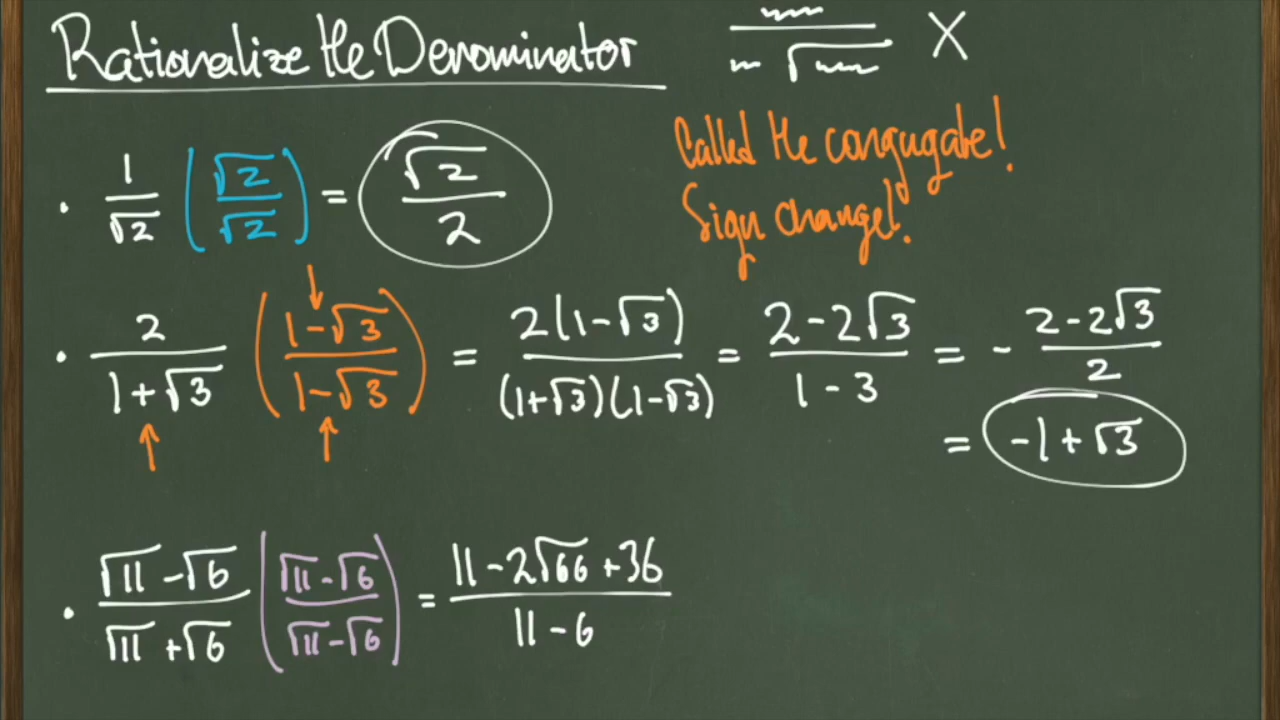 Rationalize the Denominator
X
Called the conjugate!
Sign change!
· 1/√2 (√2/√2) = √2/2
· 2/(1+√3) ((1-√3)/(1-√3)) = 2(1-√3)/((1+√3)(1-√3)) = (2-2√3)/(1-3) = -(2-2√3)/2
= -1+√3
· (√11-√6)/(√11+√6) ((√11-√6)/(√11-√6)) = (11-2√66+36)/(11-6)